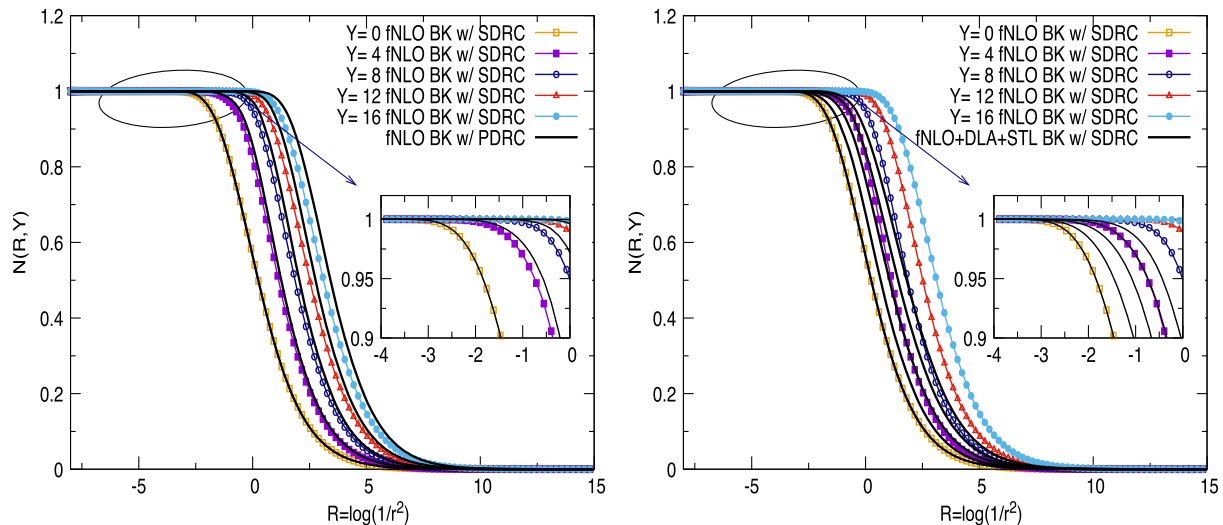 1.2
1
0.8
0.6
0.4
0.2
0
N(R,Y)
Y= 0 fNLO BK w/ SDRC
Y= 4 fNLO BK w/ SDRC
Y= 8 fNLO BK w/ SDRC
Y= 12 fNLO BK w/ SDRC
Y= 16 fNLO BK w/ SDRC
fNLO BK w/ PDRC
1
0.95
0.9
-4 -3 -2 -1 0
-5 0 5 10 15
R=log(1/r²)
1.2
1
0.8
0.6
0.4
0.2
0
N(R,Y)
Y= 0 fNLO BK w/ SDRC
Y= 4 fNLO BK w/ SDRC
Y= 8 fNLO BK w/ SDRC
Y= 12 fNLO BK w/ SDRC
Y= 16 fNLO BK w/ SDRC
fNLO+DLA+STL BK w/ SDRC
1
0.95
0.9
-4 -3 -2 -1 0
-5 0 5 10 15
R=log(1/r²)